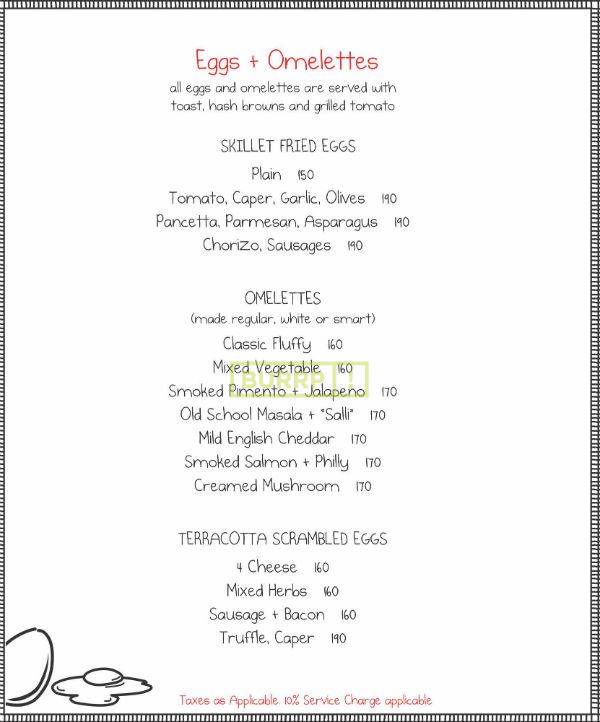 Eggs + Omelettes
all eggs and omelettes are served with
toast, hash browns and grilled tomato
SKILLET FRIED EGGS
Plain 150
Tomato, Caper, Garlic, Olives 190
Pancetta, Parmesan, Asparagus 190
Chorizo, Sausages 190
OMELETTES
(made regular, white or smart)
Classic Fluffy 160
Mixed Vegetable 160
BURRP!
Smoked Pimento + Jalapeno 170
Old School Masala + "Salli" 170
Mild English Cheddar 170
Smoked Salmon + Philly 170
Creamed Mushroom 170
TERRACOTTA SCRAMBLED EGGS
4 Cheese 160
Mixed Herbs 160
Sausage + Bacon 160
Truffle, Caper 190
Taxes as Applicable. 10% Service Charge applicable